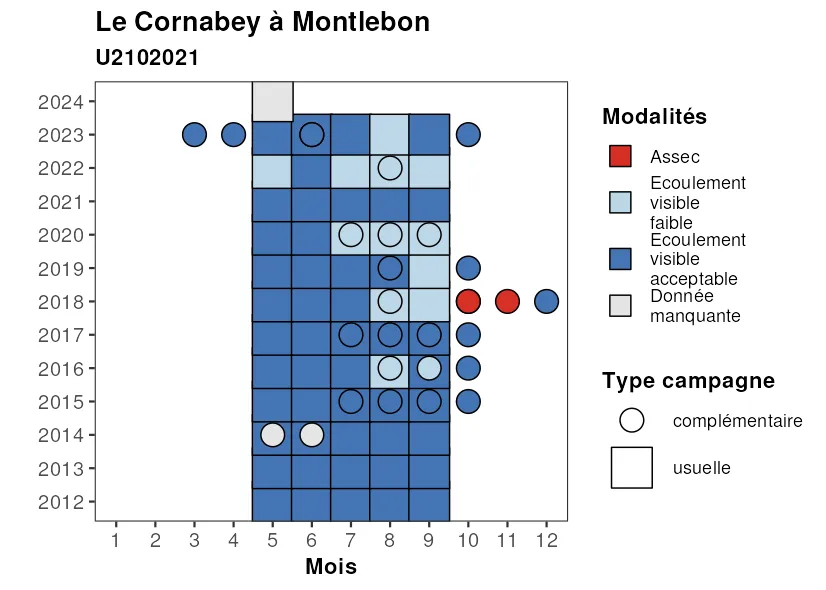 Le Cornabey à Montlebon
U2102021
2024
2023
2022
2021
2020
2019
2018
2017
2016
2015
2014
2013
2012
1 2 3 4 5 6 7 8 9 10 11 12
Mois
Modalités
Assec
Ecoulement
visible
faible
Ecoulement
visible
acceptable
Donnée
manquante
Type campagne
complémentaire
usuelle